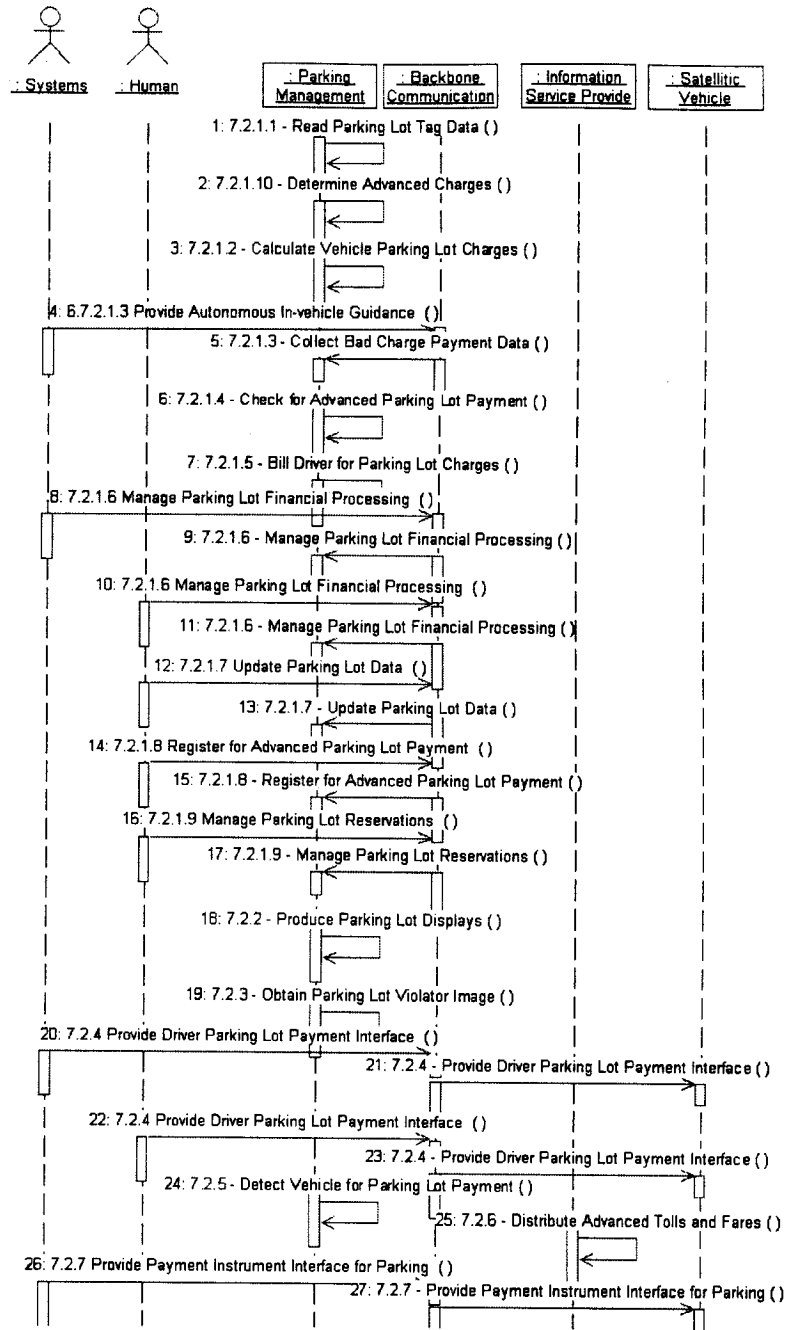 : Systems
: Human
: Parking
Management
: Backbone
Communication
: Information
Service Provide
: Satellitic
Vehicle
1: 7.2.1.1 - Read Parking Lot Tag Data ( )
2: 7.2.1.10 - Determine Advanced Charges ( )
3: 7.2.1.2 - Calculate Vehicle Parking Lot Charges ( )
4: 6.7.2.1.3 Provide Autonomous In-vehicle Guidance ( )
5: 7.2.1.3 - Collect Bad Charge Payment Data ( )
6: 7.2.1.4 - Check for Advanced Parking Lot Payment ( )
7: 7.2.1.5 - Bill Driver for Parking Lot Charges ( )
8: 7.2.1.6 Manage Parking Lot Financial Processing ( )
9: 7.2.1.6 - Manage Parking Lot Financial Processing ( )
10: 7.2.1.6 Manage Parking Lot Financial Processing ( )
11: 7.2.1.6 - Manage Parking Lot Financial Processing ( )
12: 7.2.1.7 Update Parking Lot Data ( )
13: 7.2.1.7 - Update Parking Lot Data ( )
14: 7.2.1.8 Register for Advanced Parking Lot Payment ( )
15: 7.2.1.8 - Register for Advanced Parking Lot Payment ( )
16: 7.2.1.9 Manage Parking Lot Reservations ( )
17: 7.2.1.9 - Manage Parking Lot Reservations ( )
18: 7.2.2 - Produce Parking Lot Displays ( )
19: 7.2.3 - Obtain Parking Lot Violator Image ( )
20: 7.2.4 Provide Driver Parking Lot Payment Interface ( )
21: 7.2.4 - Provide Driver Parking Lot Payment Interface ( )
22: 7.2.4 Provide Driver Parking Lot Payment Interface ( )
23: 7.2.4 - Provide Driver Parking Lot Payment Interface ( )
24: 7.2.5 - Detect Vehicle for Parking Lot Payment ( )
25: 7.2.6 - Distribute Advanced Tolls and Fares ( )
26: 7.2.7 Provide Payment Instrument Interface for Parking ( )
27: 7.2.7 - Provide Payment Instrument Interface for Parking ( )